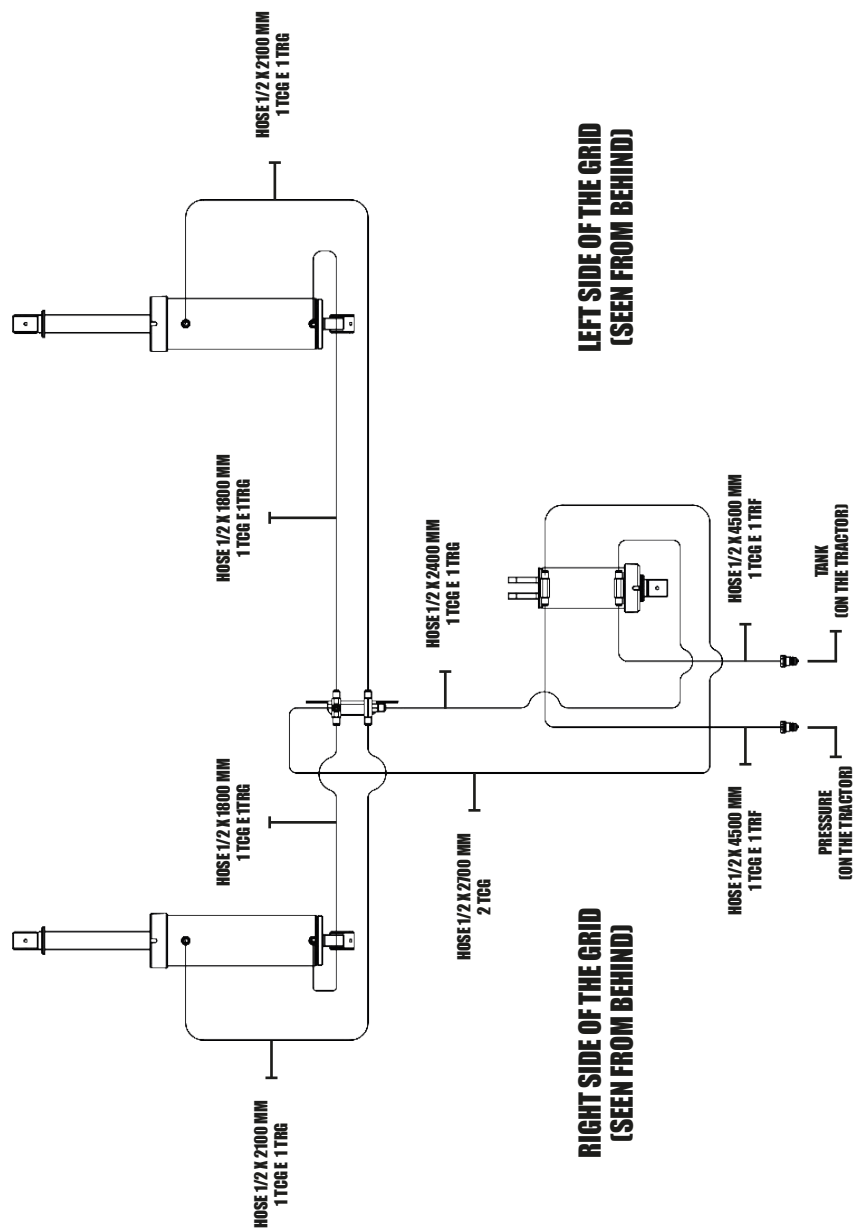 HOSE 1/2 X 2100 MM
1 TCG E 1 TRG
HOSE 1/2 X 1800 MM
1 TCG E 1TRG
HOSE 1/2 X 1800 MM
1 TCG E 1TRG
HOSE 1/2 X 2100 MM
1 TCG E 1 TRG
HOSE 1/2 X 2700 MM
2 TCG
HOSE 1/2 X 2400 MM
1 TCG E 1 TRG
RIGHT SIDE OF THE GRID
(SEEN FROM BEHIND)
LEFT SIDE OF THE GRID
(SEEN FROM BEHIND)
HOSE 1/2 X 4500 MM
1 TCG E 1 TRF
HOSE 1/2 X 4500 MM
1 TCG E 1 TRF
PRESSURE
(ON THE TRACTOR)
TANK
(ON THE TRACTOR)